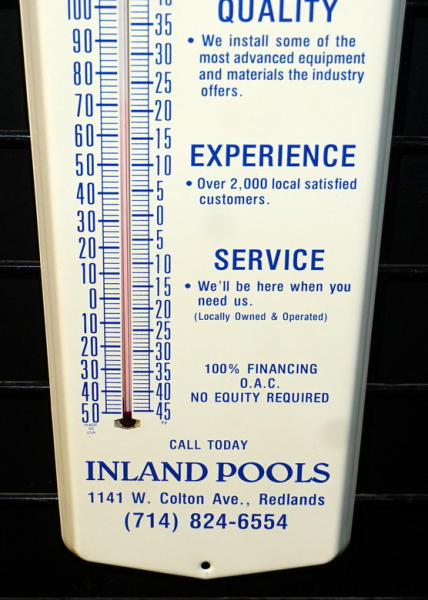 QUALITY
• We install some of the
most advanced equipment
and materials the industry
offers.
EXPERIENCE
• Over 2,000 local satisfied
customers.
SERVICE
• We'll be here when you
need us.
(Locally Owned & Operated)
100% FINANCING
O.A.C.
NO EQUITY REQUIRED
100
90
80
70
60
50
40
30
20
10
0
10
20
30
40
50
40
35
30
25
20
15
10
5
0
5
10
15
20
25
30
35
40
45
MADE
IN
USA
CALL TODAY
INLAND POOLS
1141 W. Colton Ave., Redlands
(714) 824-6554